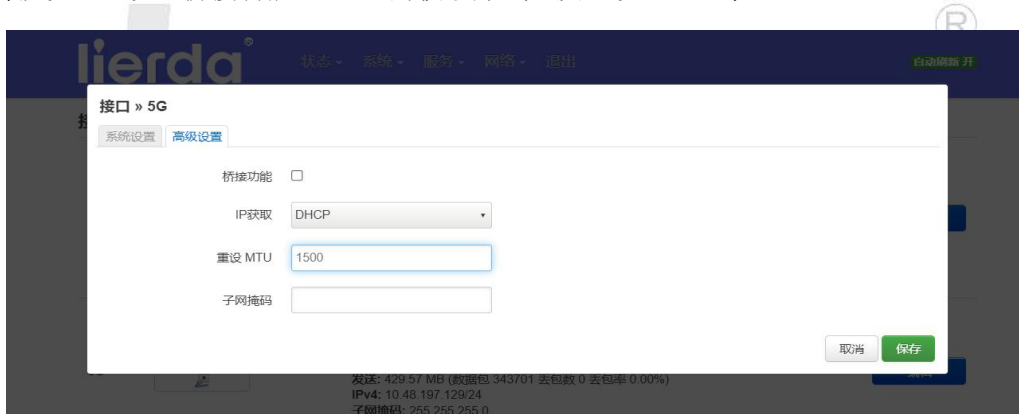 ®
lierda®
状态 系统 服务 网络 退出
自动刷新 开
接口 » 5G
系统设置 高级设置
桥接功能
IP获取 DHCP
重设 MTU 1500
子网掩码
取消 保存
发送: 429.57 MB (数据包 343701 丢包数 0 丢包率 0.00%)
IPv4: 10.48.197.129/24
子网掩码: 255.255.255.0